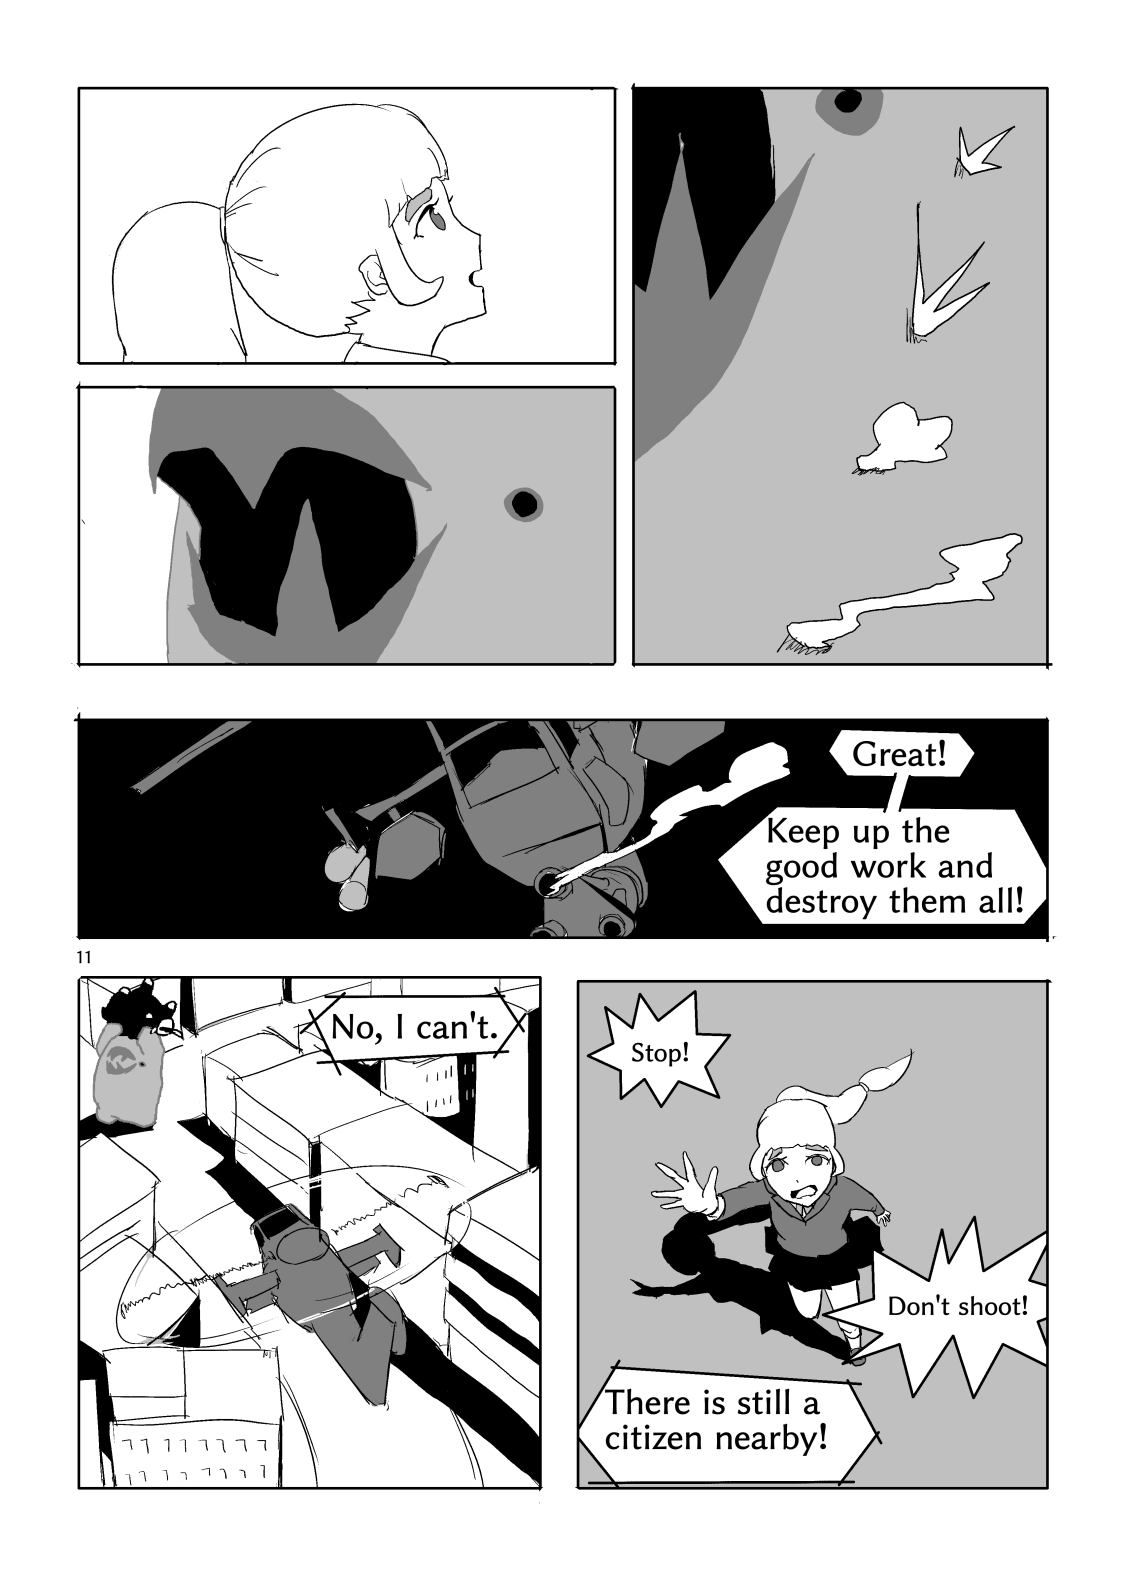 Great!
Keep up the
good work and
destroy them all!
11
No, I can't.
Stop!
Don't shoot!
There is still a
citizen nearby!